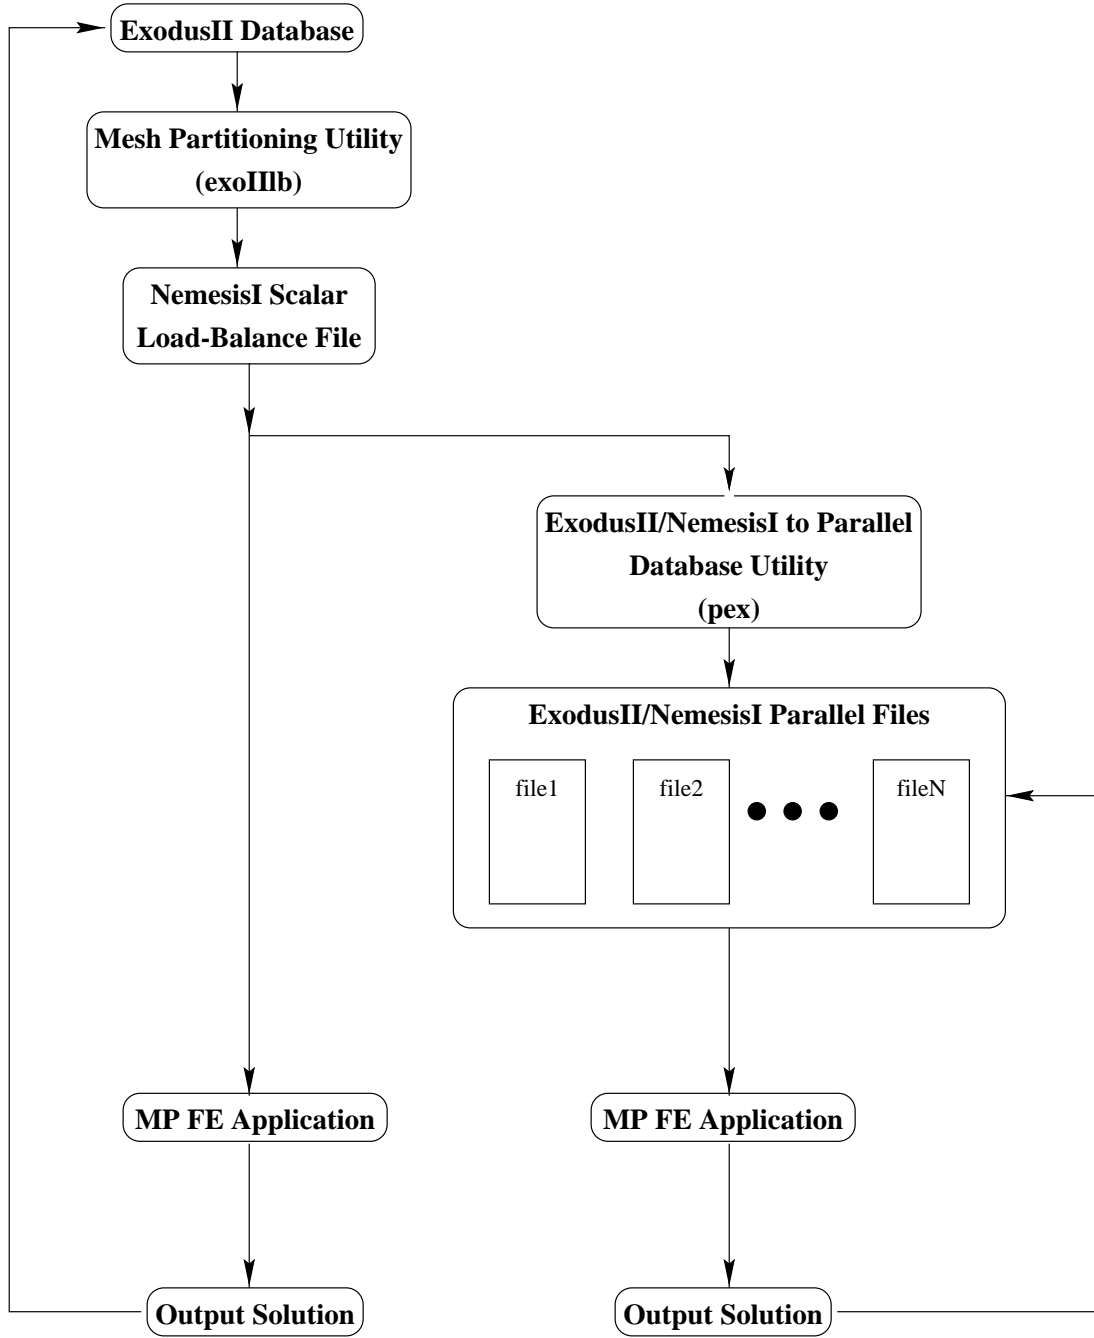 ExodusII Database
Mesh Partitioning Utility
(exoIIlb)
NemesisI Scalar
Load-Balance File
ExodusII/NemesisI to Parallel
Database Utility
(pex)
ExodusII/NemesisI Parallel Files
file1
file2
fileN
MP FE Application
MP FE Application
Output Solution
Output Solution